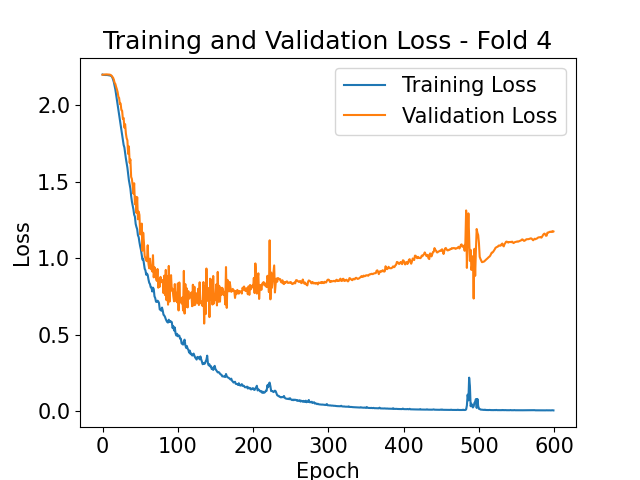 Training and Validation Loss - Fold 4
Training Loss
Validation Loss
Loss
2.0
1.5
1.0
0.5
0.0
0 100 200 300 400 500 600
Epoch